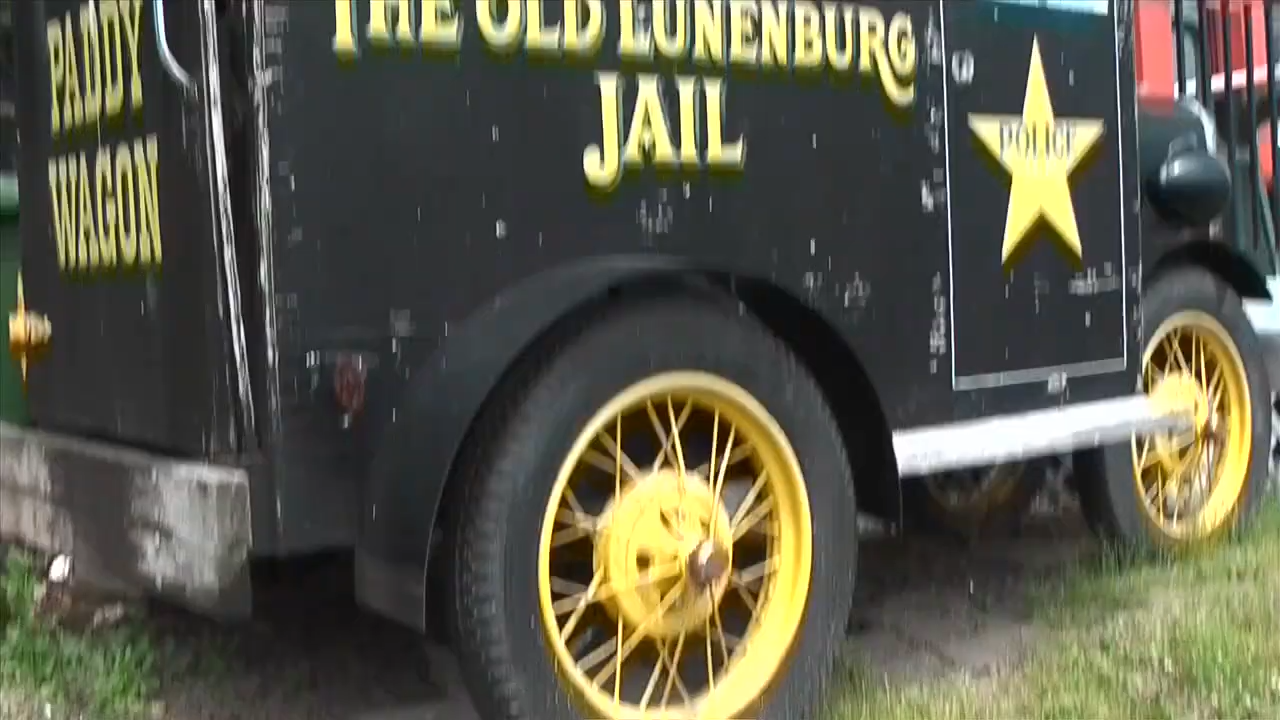 PADDY
WAGON
THE OLD LUNENBURG
JAIL
POLICE